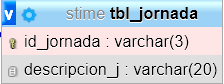 v stime tbl_jornada
id_jornada : varchar(3)
descripcion_j : varchar(20)